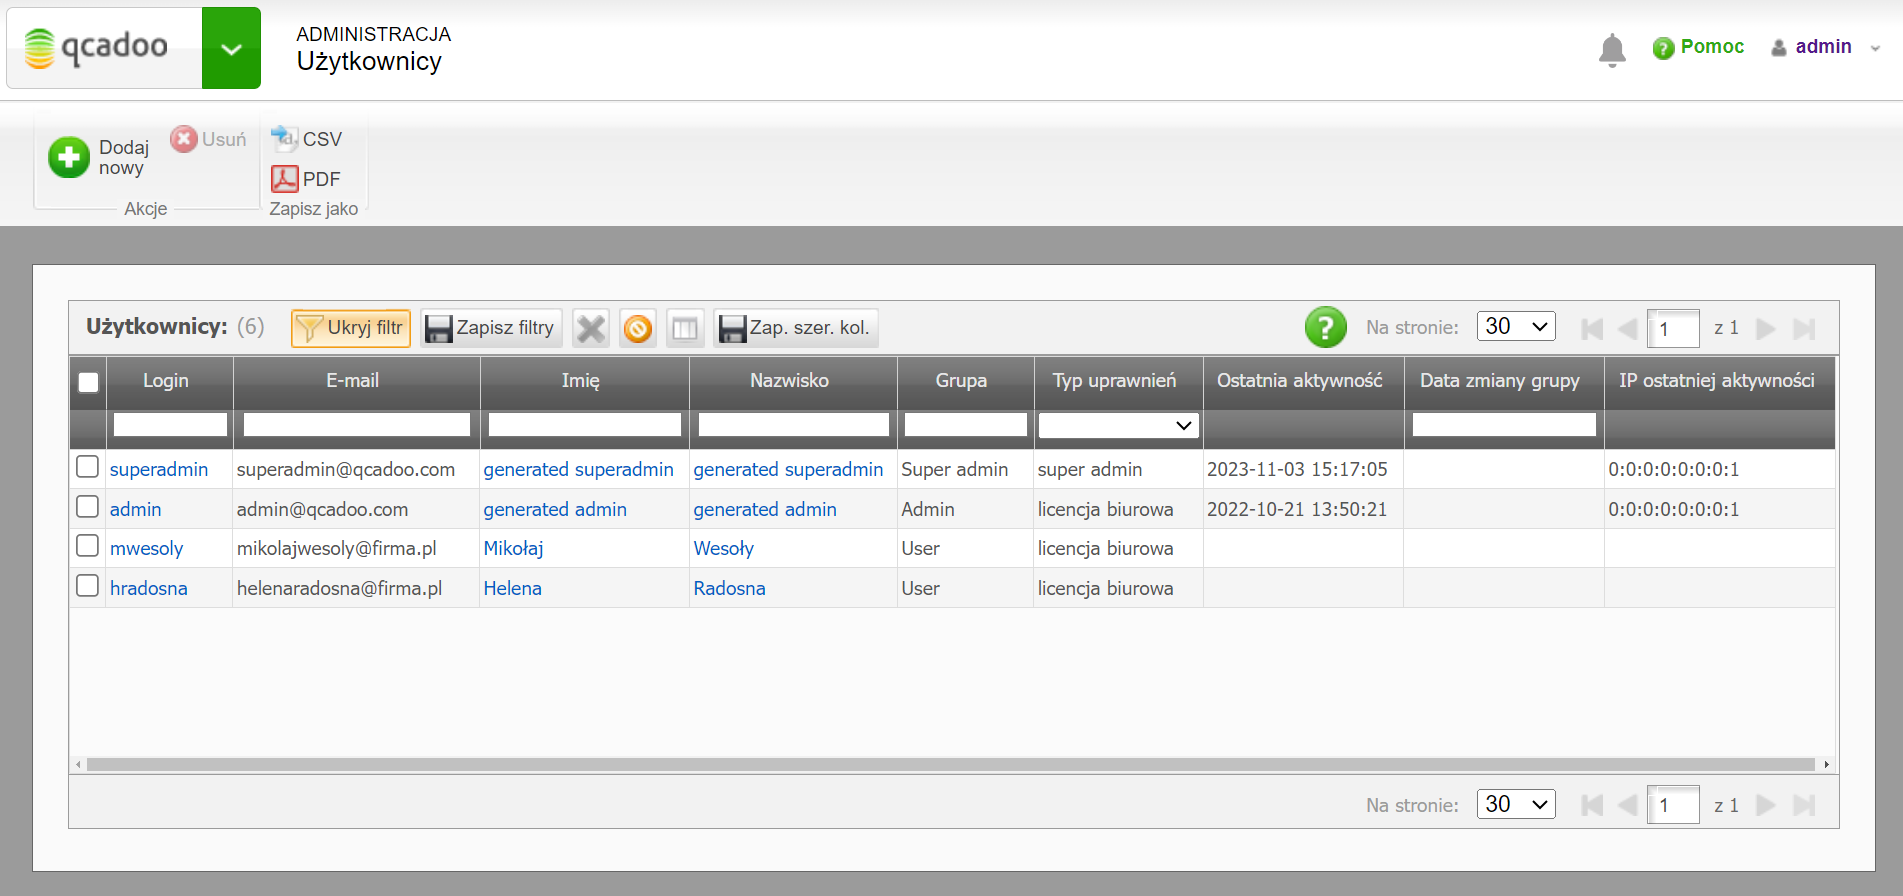 qcadoo
ADMINISTRACJA
Użytkownicy
Pomoc
admin
Dodaj nowy
Usuń
CSV
PDF
Akcje
Zapisz jako
Użytkownicy: (6)
Ukryj filtr
Zapisz filtry
Zap. szer. kol.
Na stronie: 30
1 z 1
Login E-mail Imię Nazwisko Grupa Typ uprawnień Ostatnia aktywność Data zmiany grupy IP ostatniej aktywności
superadmin superadmin@qcadoo.com generated superadmin generated superadmin Super admin super admin 2023-11-03 15:17:05 0:0:0:0:0:0:0:1
admin admin@qcadoo.com generated admin generated admin Admin licencja biurowa 2022-10-21 13:50:21 0:0:0:0:0:0:0:1
mwesoly mikolajwesoly@firma.pl Mikołaj Wesoły User licencja biurowa
hradosna helenaradosna@firma.pl Helena Radosna User licencja biurowa
Na stronie: 30
1 z 1